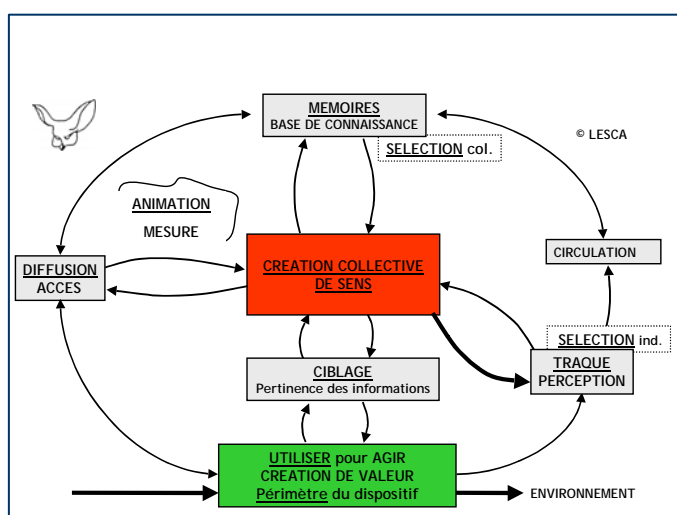 MEMOIRES
BASE DE CONNAISSANCE
© LESCA
SELECTION col.
ANIMATION
MESURE
DIFFUSION
ACCES
CREATION COLLECTIVE
DE SENS
CIRCULATION
SELECTION ind.
CIBLAGE
Pertinence des informations
TRAQUE
PERCEPTION
UTILISER pour AGIR
CREATION DE VALEUR
Périmètre du dispositif
ENVIRONNEMENT